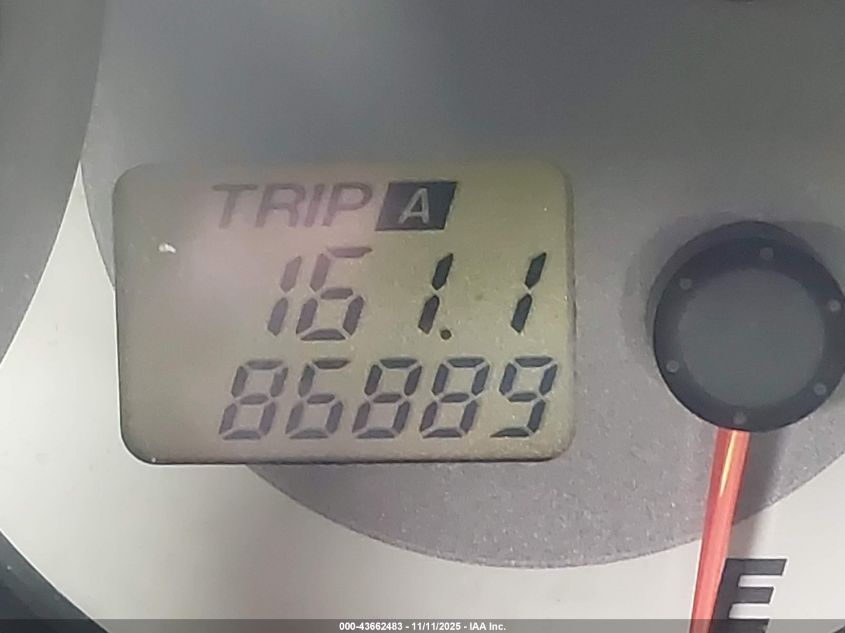 TRIP A
161.1
86889
E
000-43662483 - 11/11/2025 - IAA Inc.